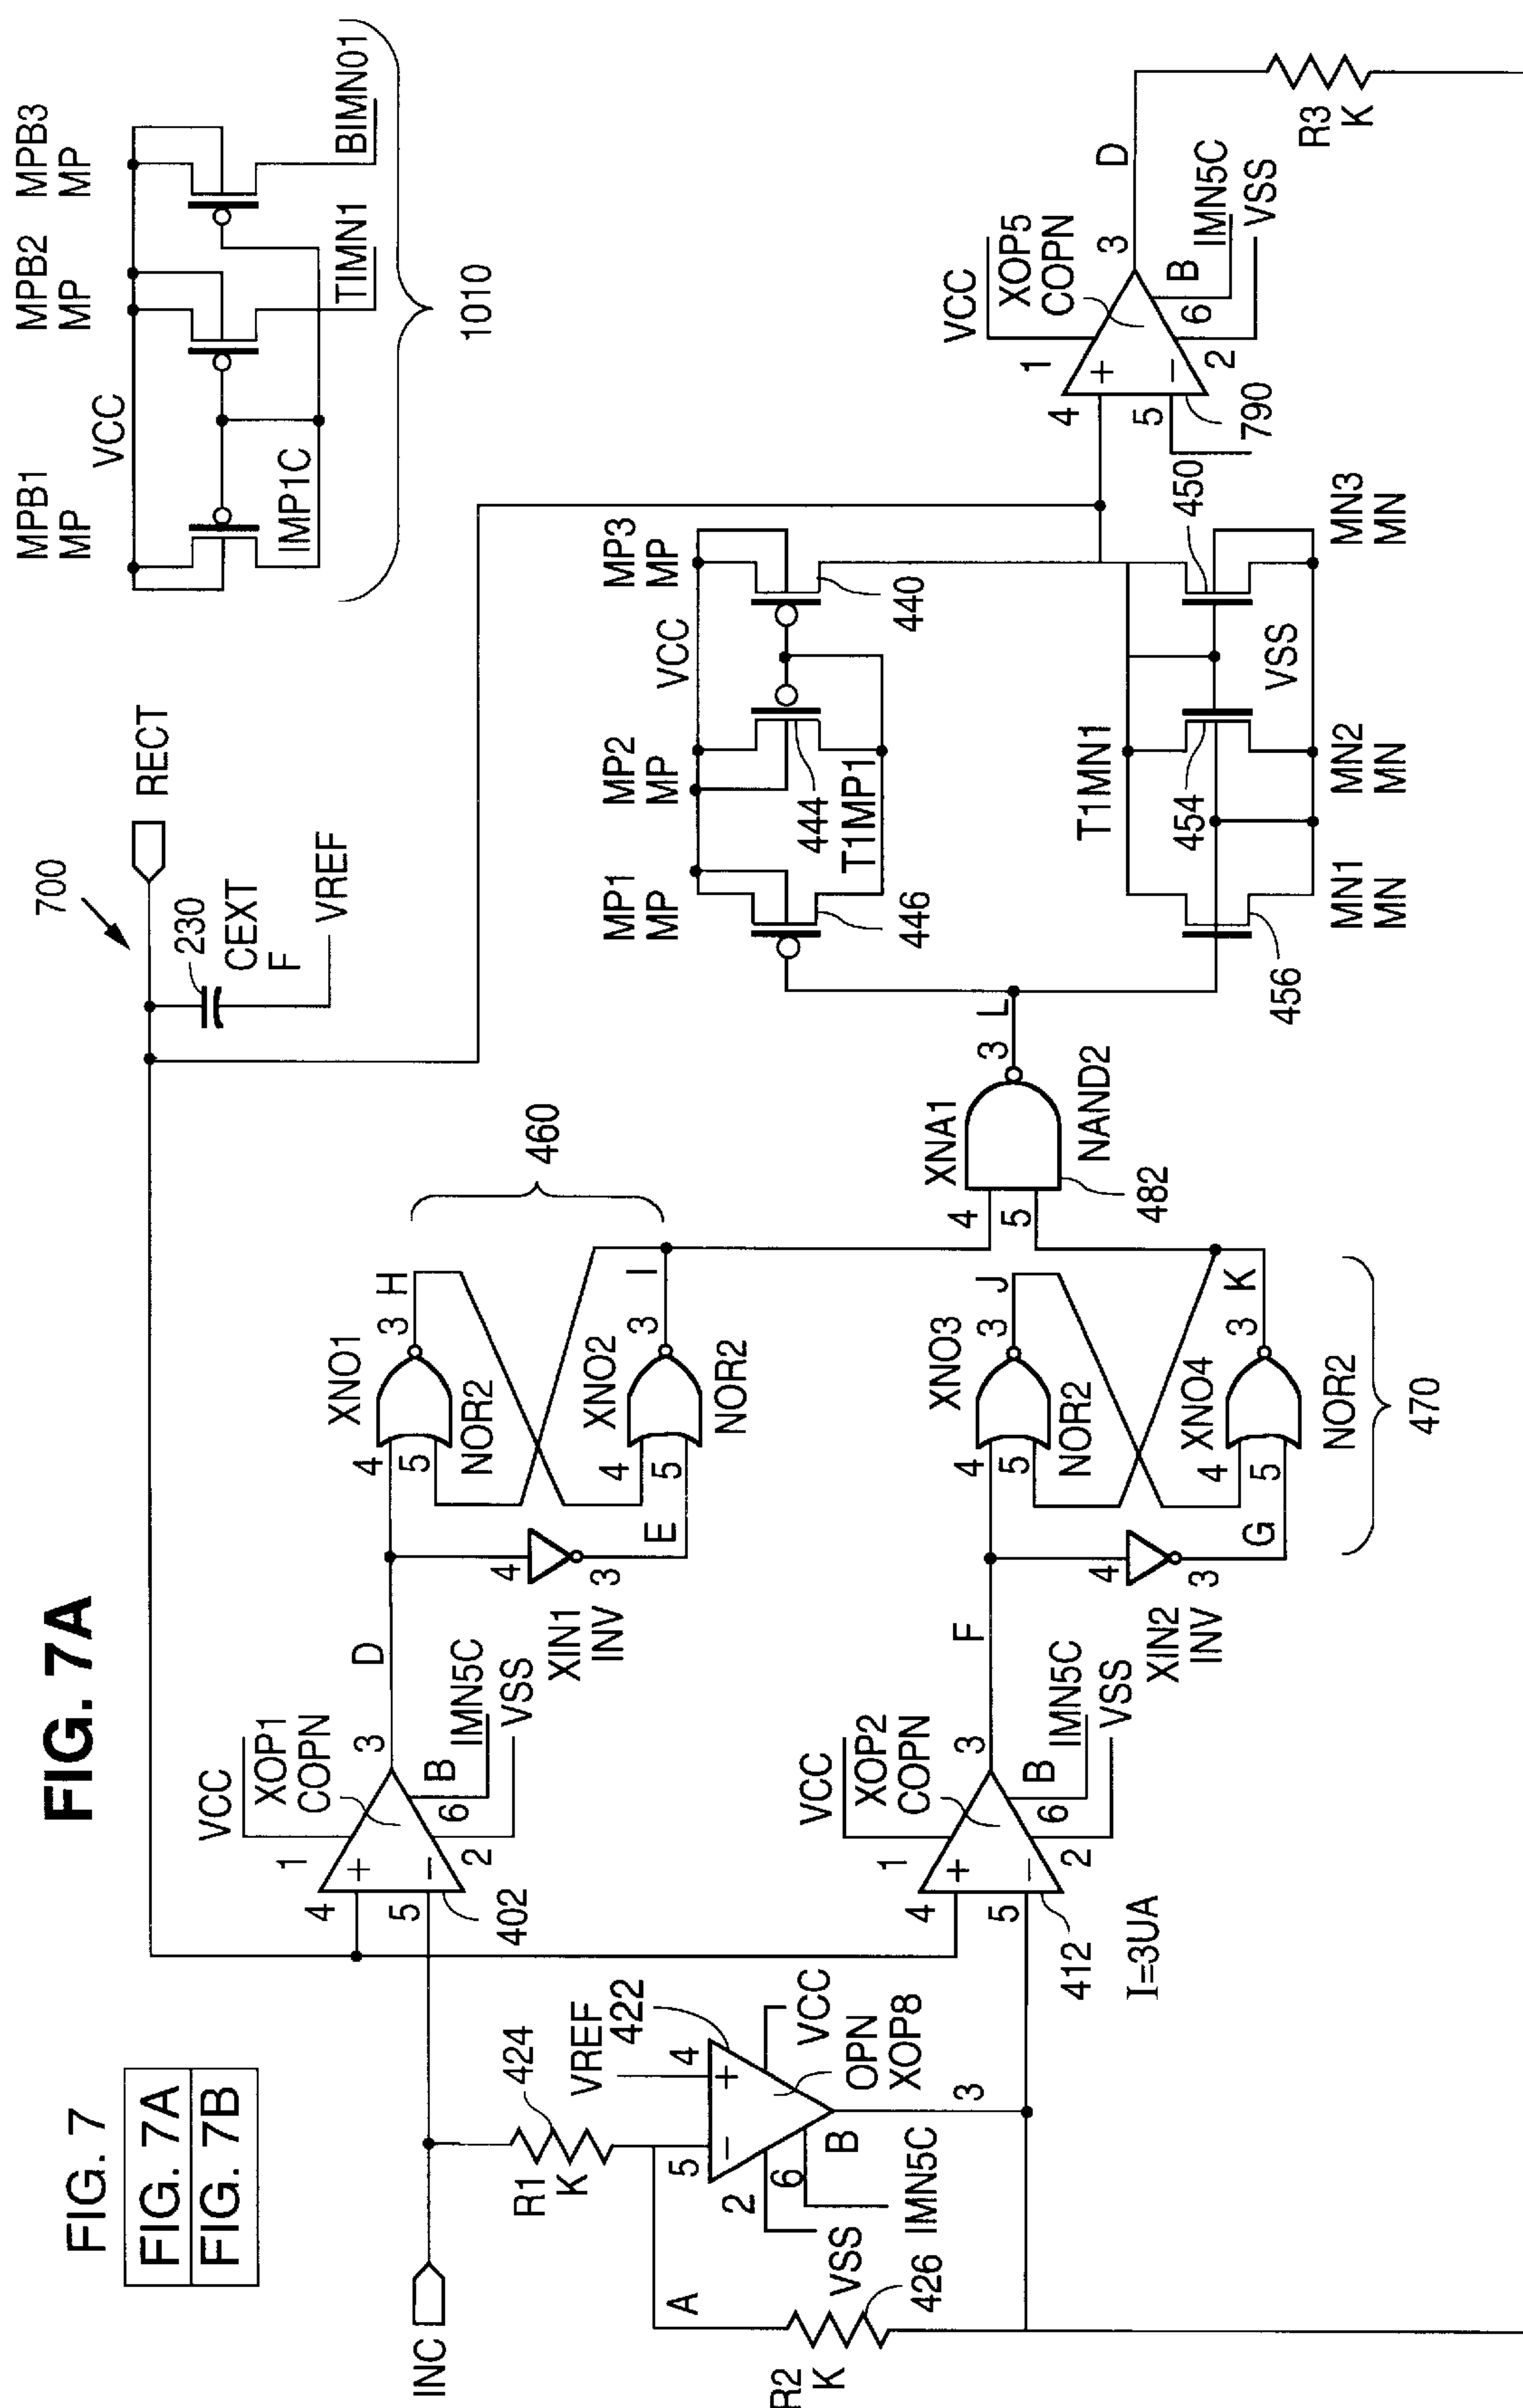 FIG. 7A
FIG. 7
FIG. 7A
FIG. 7B
700
RECT
230
CEXT
F
VREF
MPB1
MP
MPB2
MP
MPB3
MP
VCC
IMP1C
TIMN1
BIMN01
1010
INC
R1
K
424
VREF
422
4
+
−
5
2
6
B
VCC
OPN
XOP8
3
VSS
IMN5C
A
R2
K
426
VCC
1
XOP1
COPN
4
+
5
−
402
2
6
B
3
IMN5C
VSS
D
4
3
XIN1
INV
E
XNO1
4
5
3
NOR2
H
XNO2
4
5
3
NOR2
I
460
VCC
1
XOP2
COPN
4
+
5
−
412
I=3UA
2
6
B
3
IMN5C
VSS
F
4
3
XIN2
INV
G
XNO3
4
5
3
NOR2
J
XNO4
4
5
3
NOR2
K
470
XNA1
4
5
3
NAND2
482
L
MP1
MP
446
MP2
MP
444
T1MP1
VCC
MP3
MP
440
T1MN1
454
456
MN1
MN
MN2
MN
VSS
450
MN3
MN
VCC
1
XOP5
COPN
4
+
5
−
790
2
6
B
3
IMN5C
VSS
D
R3
K